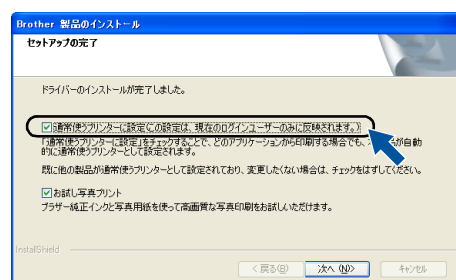 Brother 製品のインストール
セットアップの完了
ドライバーのインストールが完了しました。
通常使うプリンターに設定(この設定は、現在のログインユーザーのみに反映されます。)
「通常使うプリンターに設定」をチェックすることで、どのアプリケーションから印刷する場合でも、 が自動
的に通常使うプリンターとして設定されます。
既に他の製品が通常使うプリンターとして設定されており、変更したくない場合は、チェックをはずしてください。
お試し写真プリント
ブラザー純正インクと写真用紙を使って高画質な写真印刷をお試しいただけます。
InstallShield
< 戻る(B)
次へ (N)>
キャンセル